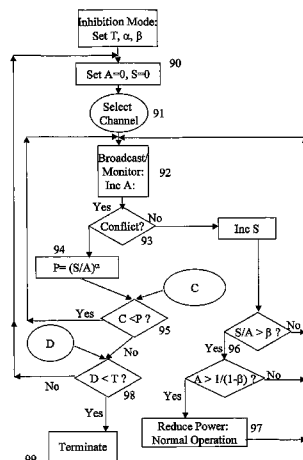 Inhibition Mode:
Set T, α, β
90
Set A=0, S=0
Select
Channel
91
Broadcast/
Monitor:
Inc A:
92
Yes
Conflict?
No
93
Inc S
94
P= (S/A)ᵅ
C
Yes
C <P ?
95
S/A > β ?
D
No
Yes
96
No
No
D < T ?
98
A > 1/(1-β) ?
No
Yes
Yes
Reduce Power:
Normal Operation
97
99
Terminate